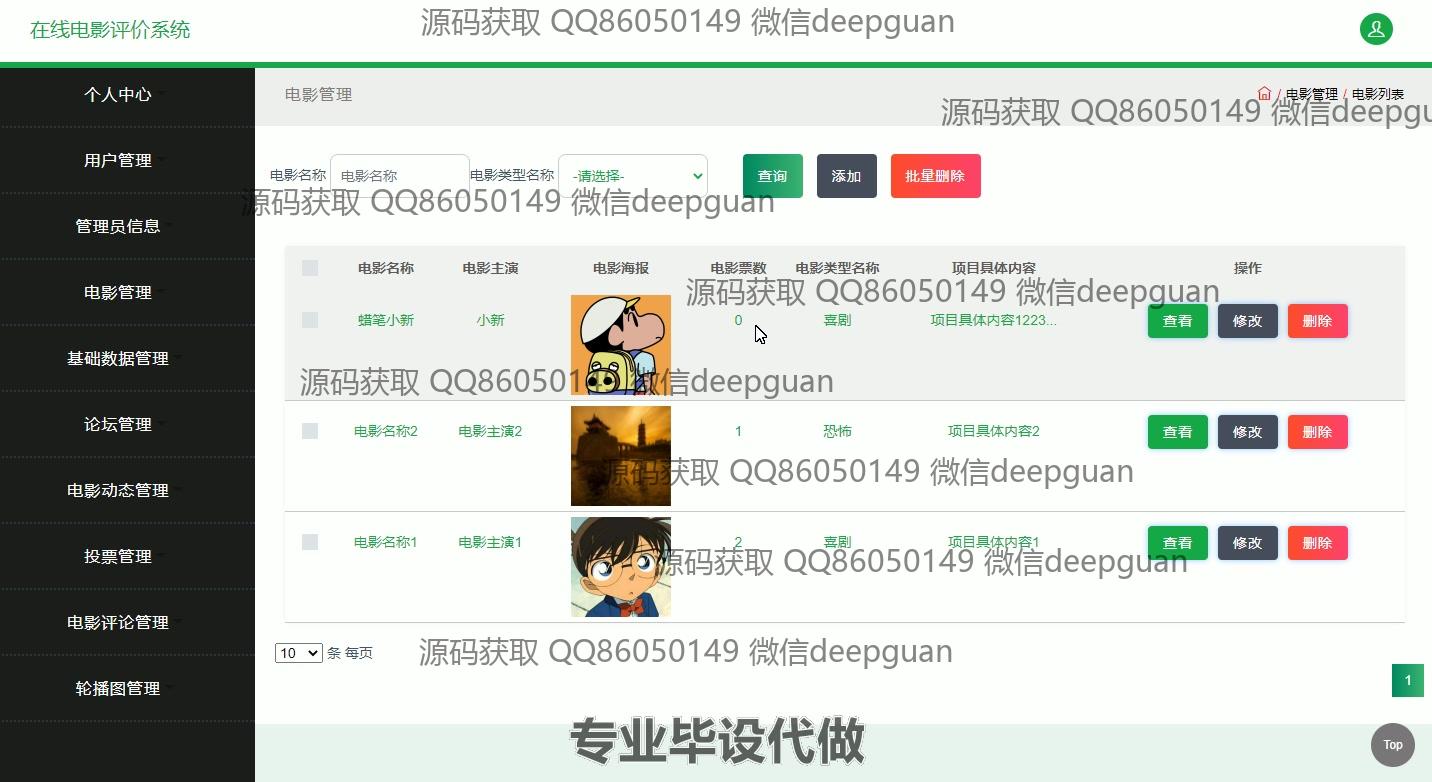 在线电影评价系统
源码获取 QQ86050149 微信deepguan
个人中心
用户管理
管理员信息
电影管理
基础数据管理
论坛管理
电影动态管理
投票管理
电影评论管理
轮播图管理
电影管理
/ 电影管理 / 电影列表
源码获取 QQ86050149 微信deepgu
电影名称 电影名称 电影类型名称 -请选择- 查询 添加 批量删除
源码获取 QQ86050149 微信deepguan
电影名称 电影主演 电影海报 电影票数 电影类型名称 项目具体内容 操作
源码获取 QQ86050149 微信deepguan
蜡笔小新 小新 0 喜剧 项目具体内容1223... 查看 修改 删除
源码获取 QQ86050149 微信deepguan
电影名称2 电影主演2 1 恐怖 项目具体内容2 查看 修改 删除
源码获取 QQ86050149 微信deepguan
电影名称1 电影主演1 2 喜剧 项目具体内容1 查看 修改 删除
源码获取 QQ86050149 微信deepguan
10 条 每页
源码获取 QQ86050149 微信deepguan
1
专业毕设代做
Top